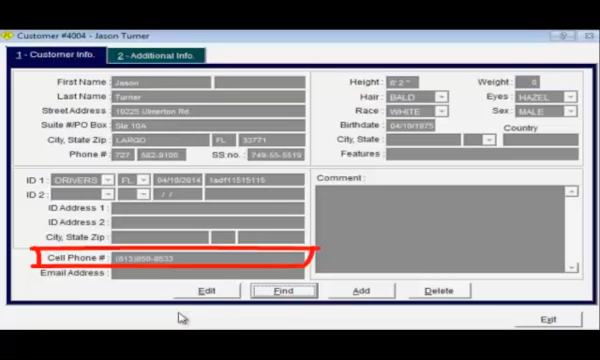 Customer #4004 - Jason Turner
1 - Customer Info. 2 - Additional Info.
First Name : Jason
Last Name : Turner
Street Address : 19225 Ulmerton Rd
Suite #/PO Box : Ste 10A
City, State Zip : LARGO FL 33771
Phone # : 727 582-9106 SS no. : 749-55-5519
Height : 6' 2 " Weight : 0
Hair : BALD Eyes : HAZEL
Race : WHITE Sex : MALE
Birthdate : 04/10/1975 Country
City, State :
Features :
ID 1 : DRIVERS FL 04/10/2014 1adf11515115
ID 2 : / /
ID Address 1 :
ID Address 2 :
City, State Zip :
Cell Phone # : (813)850-8533
Email Address :
Comment :
Edit Find Add Delete
Exit